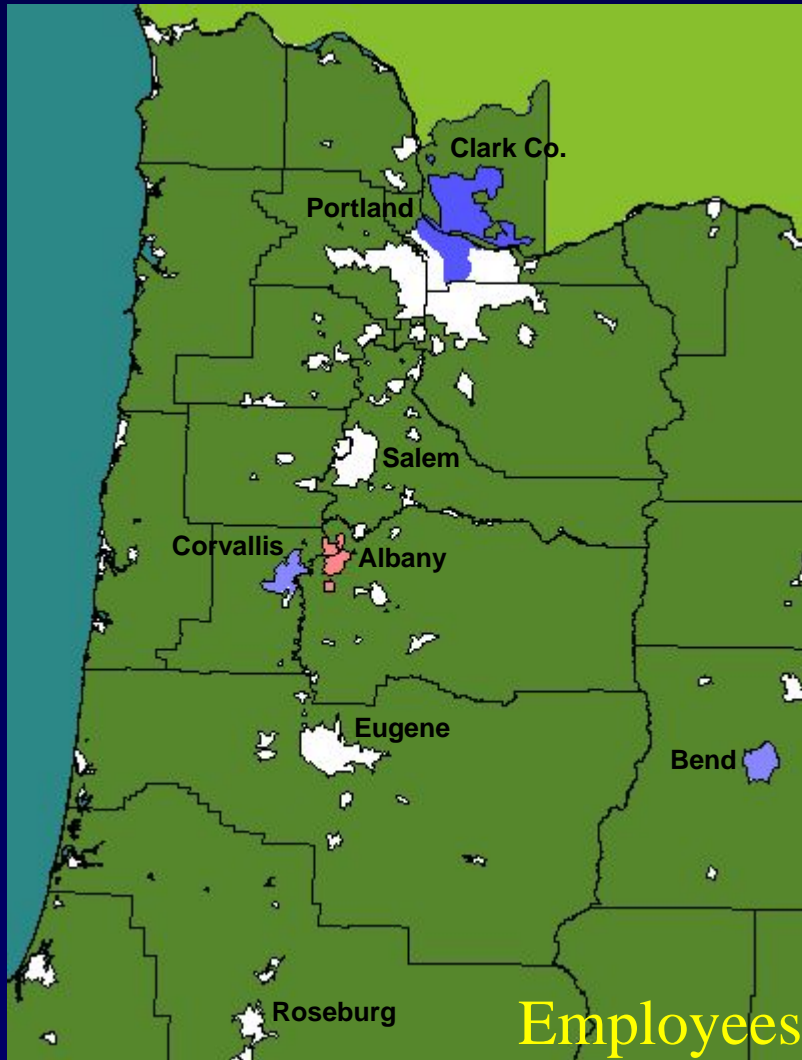 Clark Co.
Portland
Salem
Corvallis
Albany
Eugene
Bend
Roseburg
Employees